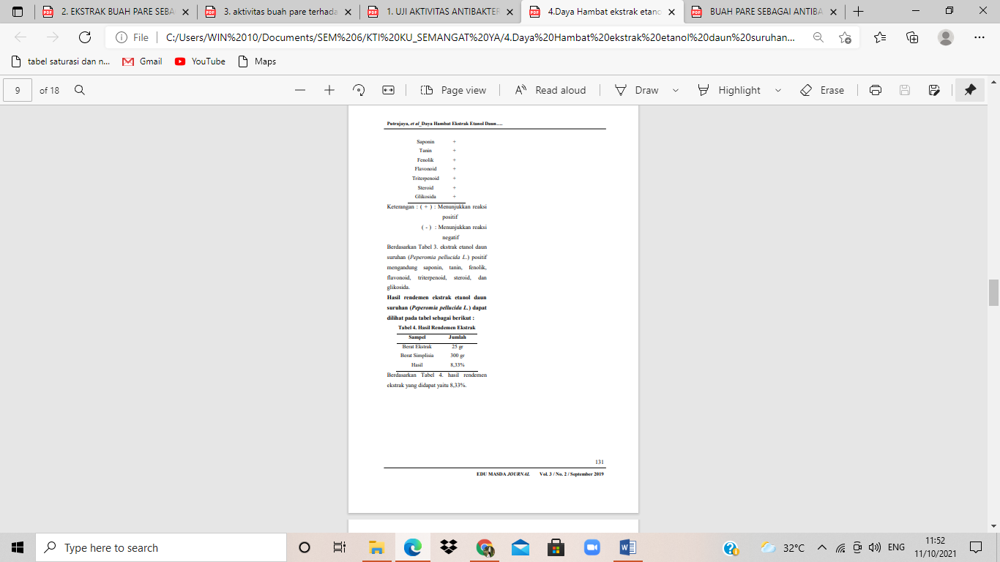 2. EKSTRAK BUAH PARE SEBA
3. aktivitas buah pare terhada
1. UJI AKTIVITAS ANTIBAKTER
4.Daya Hambat ekstrak etano
BUAH PARE SEBAGAI ANTIBA
File C:/Users/WIN%2010/Documents/SEM%206/KTI%20KU_SEMANGAT%20YA/4.Daya%20Hambat%20ekstrak%20etanol%20daun%20suruhan...
tabel saturasi dan n... Gmail YouTube Maps
9 of 18 Page view Read aloud Draw Highlight Erase
Putrajaya, et al_Daya Hambat Ekstrak Etanol Daun....
Saponin +
Tanin +
Fenolik +
Flavonoid +
Triterpenoid +
Steroid +
Glikosida +
Keterangan : ( + ) : Menunjukkan reaksi
positif
( - ) : Menunjukkan reaksi
negatif
Berdasarkan Tabel 3. ekstrak etanol daun
suruhan (Peperomia pellucida L.) positif
mengandung saponin, tanin, fenolik,
flavonoid, triterpenoid, steroid, dan
glikosida.
Hasil rendemen ekstrak etanol daun
suruhan (Peperomia pellucida L.) dapat
dilihat pada tabel sebagai berikut :
Tabel 4. Hasil Rendemen Ekstrak
Sampel Jumlah
Berat Ekstrak 25 gr
Berat Simplisia 300 gr
Hasil 8,33%
Berdasarkan Tabel 4. hasil rendemen
ekstrak yang didapat yaitu 8,33%.
131
EDU MASDA JOURNAL Vol. 3 / No. 2 / September 2019
Type here to search
32°C ENG
11:52
11/10/2021